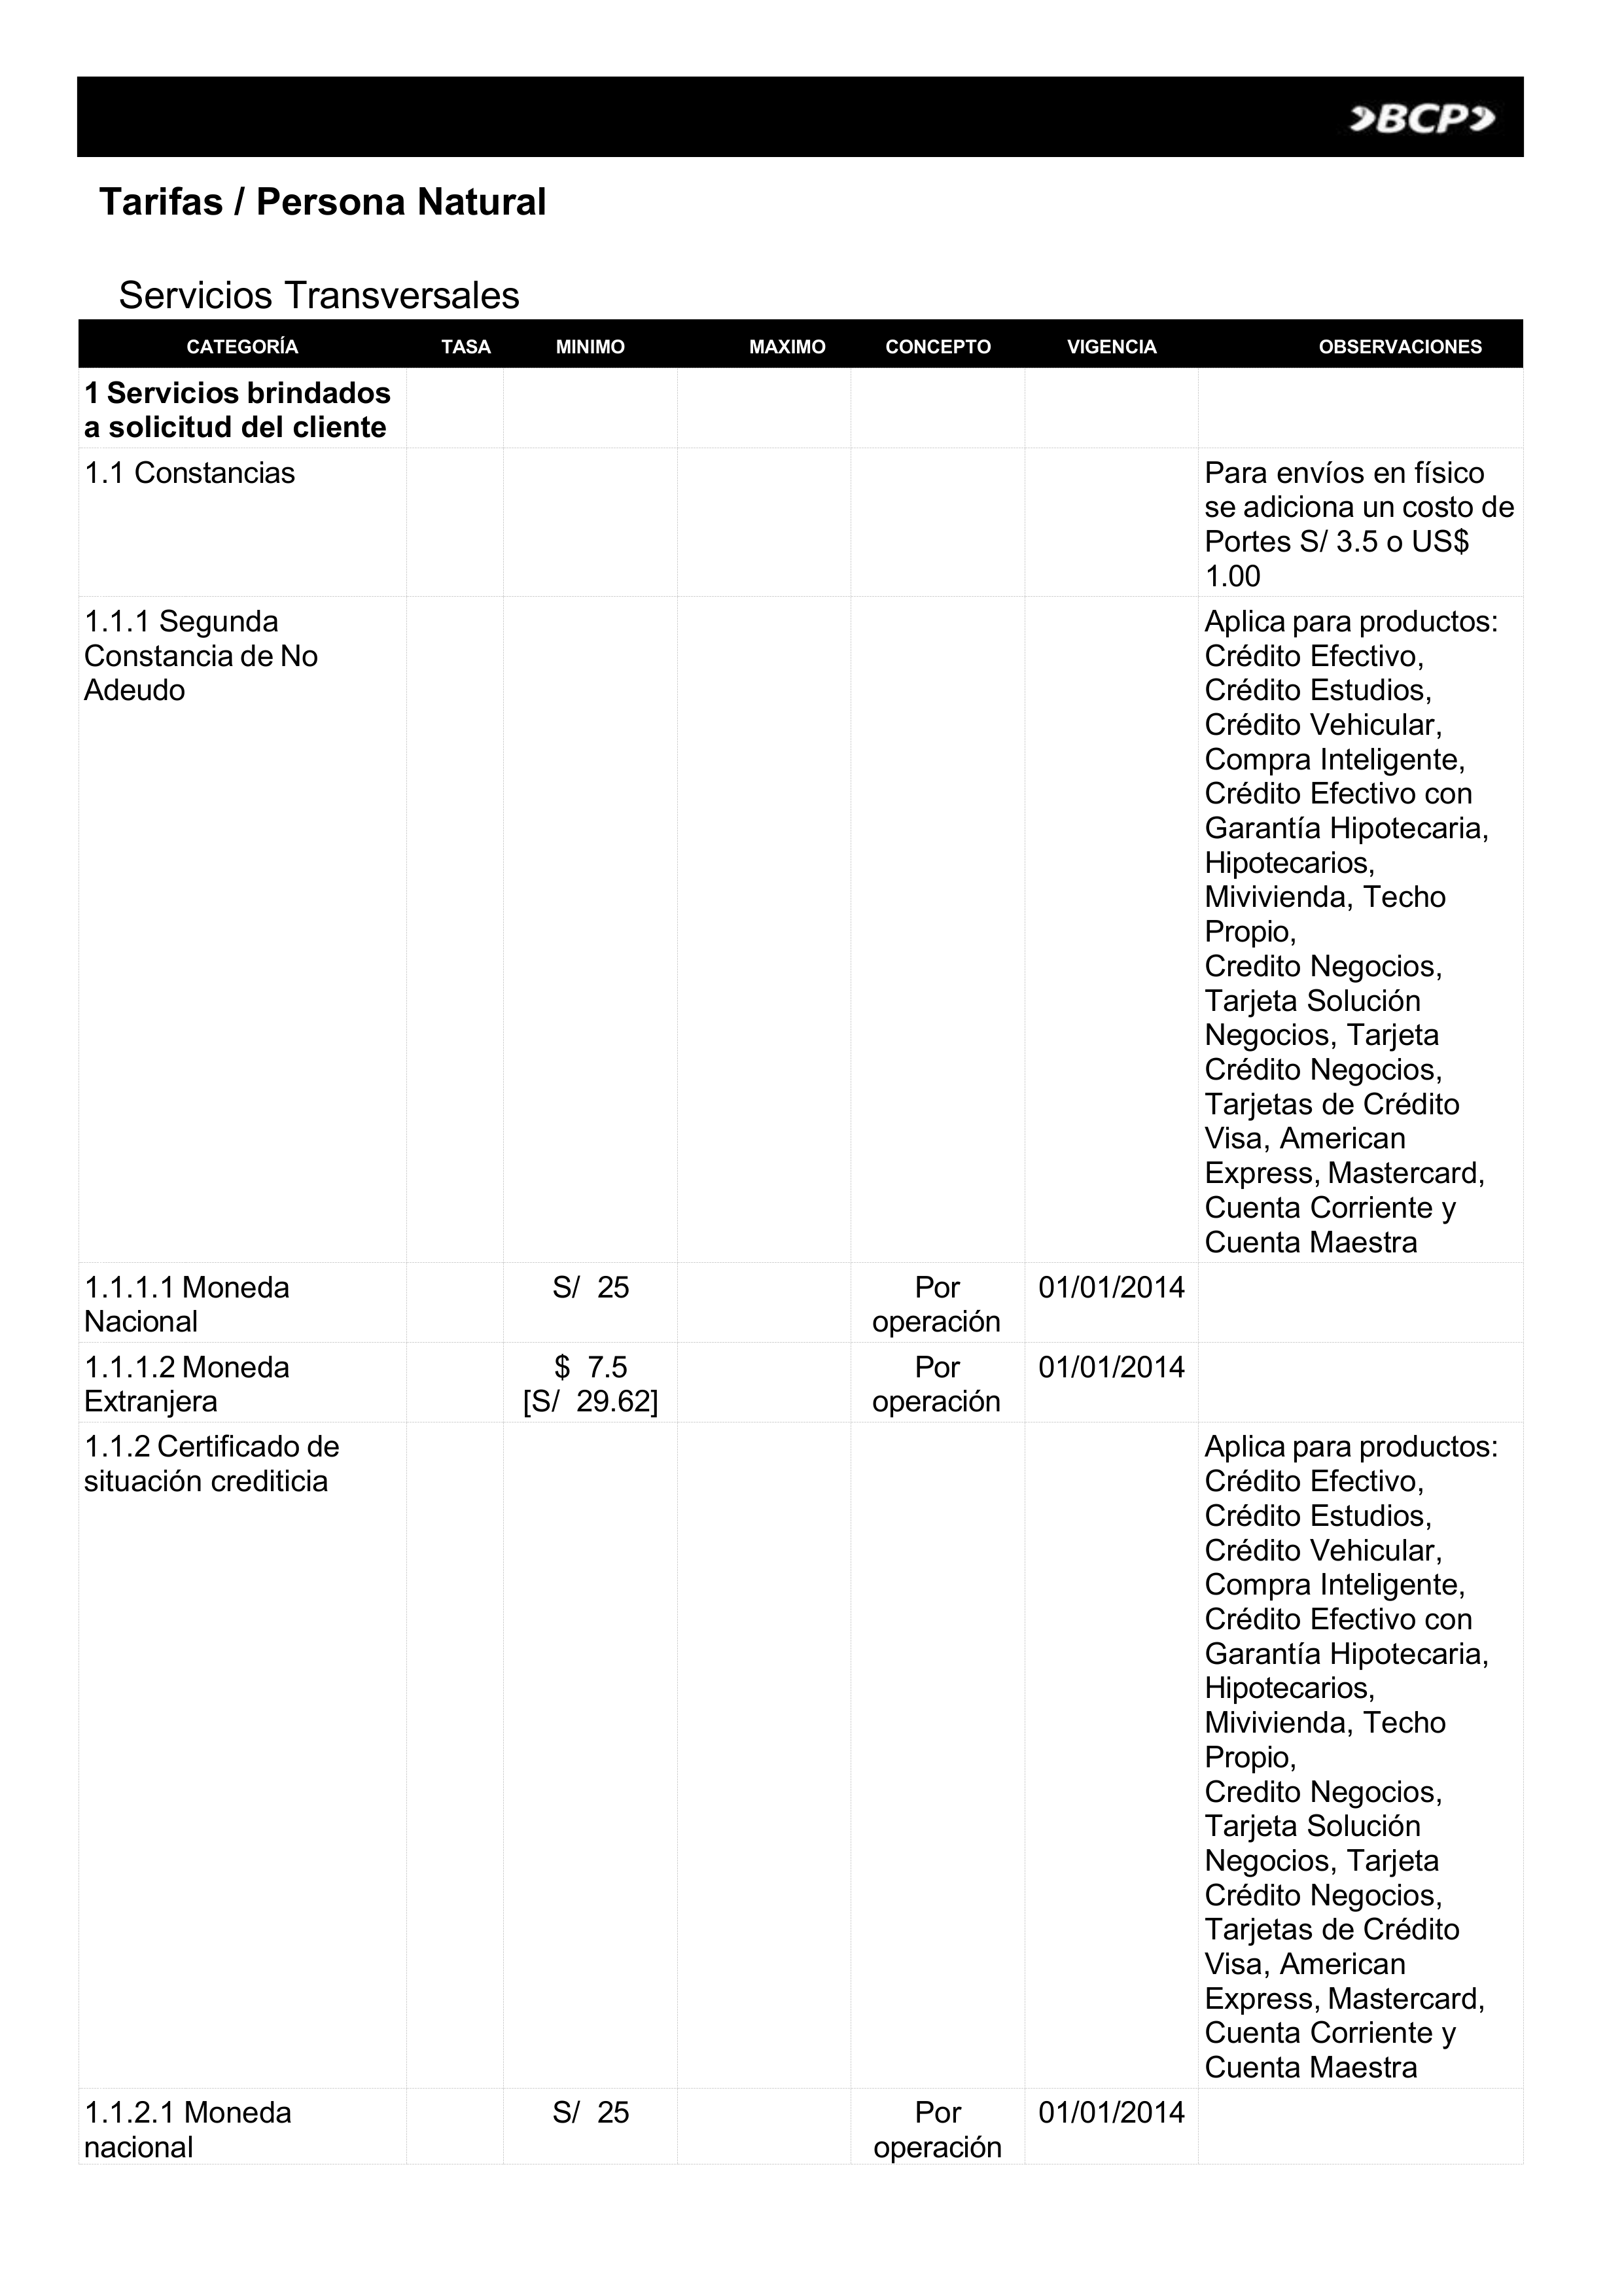 BCP
Tarifas / Persona Natural
Servicios Transversales
CATEGORÍA TASA MINIMO MAXIMO CONCEPTO VIGENCIA OBSERVACIONES
1 Servicios brindados
a solicitud del cliente
1.1 Constancias
Para envíos en físico
se adiciona un costo de
Portes S/ 3.5 o US$
1.00
1.1.1 Segunda
Constancia de No
Adeudo
Aplica para productos:
Crédito Efectivo,
Crédito Estudios,
Crédito Vehicular,
Compra Inteligente,
Crédito Efectivo con
Garantía Hipotecaria,
Hipotecarios,
Mivivienda, Techo
Propio,
Credito Negocios,
Tarjeta Solución
Negocios, Tarjeta
Crédito Negocios,
Tarjetas de Crédito
Visa, American
Express, Mastercard,
Cuenta Corriente y
Cuenta Maestra
1.1.1.1 Moneda
Nacional
S/ 25
Por
operación
01/01/2014
1.1.1.2 Moneda
Extranjera
$ 7.5
[S/ 29.62]
Por
operación
01/01/2014
1.1.2 Certificado de
situación crediticia
Aplica para productos:
Crédito Efectivo,
Crédito Estudios,
Crédito Vehicular,
Compra Inteligente,
Crédito Efectivo con
Garantía Hipotecaria,
Hipotecarios,
Mivivienda, Techo
Propio,
Credito Negocios,
Tarjeta Solución
Negocios, Tarjeta
Crédito Negocios,
Tarjetas de Crédito
Visa, American
Express, Mastercard,
Cuenta Corriente y
Cuenta Maestra
1.1.2.1 Moneda
nacional
S/ 25
Por
operación
01/01/2014